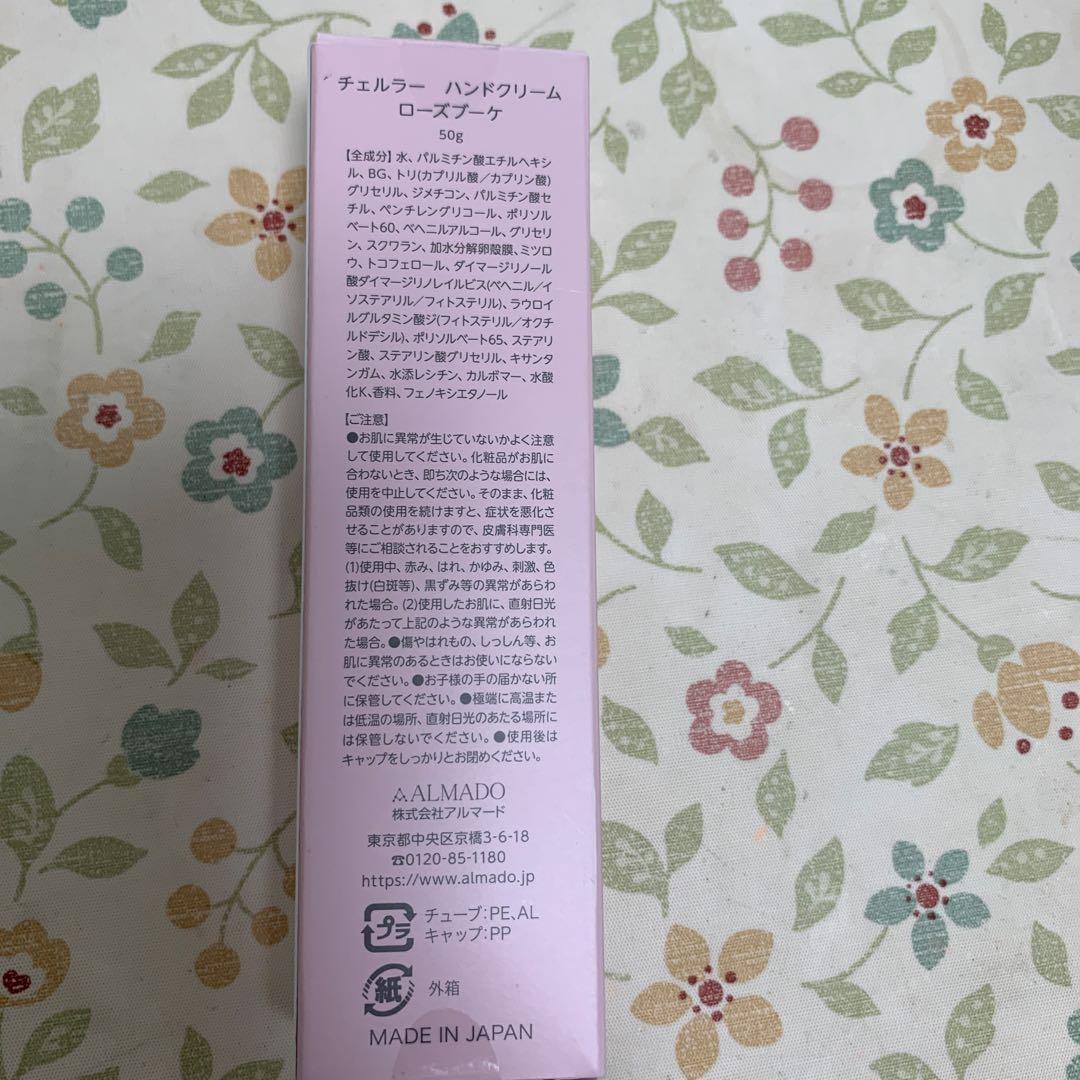 チェルラー　ハンドクリーム
ローズブーケ
50g
【全成分】水、パルミチン酸エチルヘキシ
ル、BG、トリ(カプリル酸／カプリン酸)
グリセリル、ジメチコン、パルミチン酸セ
チル、ペンチレングリコール、ポリソル
ベート60、ベヘニルアルコール、グリセリ
ン、スクワラン、加水分解卵殻膜、ミツロ
ウ、トコフェロール、ダイマージリノール
酸ダイマージリノレイルビス(ベヘニル／イ
ソステアリル／フィトステリル)、ラウロイ
ルグルタミン酸ジ(フィトステリル／オクチ
ルドデシル)、ポリソルベート65、ステアリ
ン酸、ステアリン酸グリセリル、キサンタ
ンガム、水添レシチン、カルボマー、水酸
化K、香料、フェノキシエタノール
【ご注意】
●お肌に異常が生じていないかよく注意
して使用してください。化粧品がお肌に
合わないとき、即ち次のような場合には、
使用を中止してください。そのまま、化粧
品類の使用を続けますと、症状を悪化さ
せることがありますので、皮膚科専門医
等にご相談されることをおすすめします。
(1)使用中、赤み、はれ、かゆみ、刺激、色
抜け(白斑等)、黒ずみ等の異常があらわ
れた場合。(2)使用したお肌に、直射日光
があたって上記のような異常があらわれ
た場合。●傷やはれもの、しっしん等、お
肌に異常のあるときはお使いにならない
でください。●お子様の手の届かない所
に保管してください。●極端に高温また
は低温の場所、直射日光のあたる場所に
は保管しないでください。●使用後は
キャップをしっかりとお閉めください。
ALMADO
株式会社アルマード
東京都中央区京橋3-6-18
☎0120-85-1180
https://www.almado.jp
プラ
チューブ:PE、AL
キャップ:PP
紙
外箱
MADE IN JAPAN